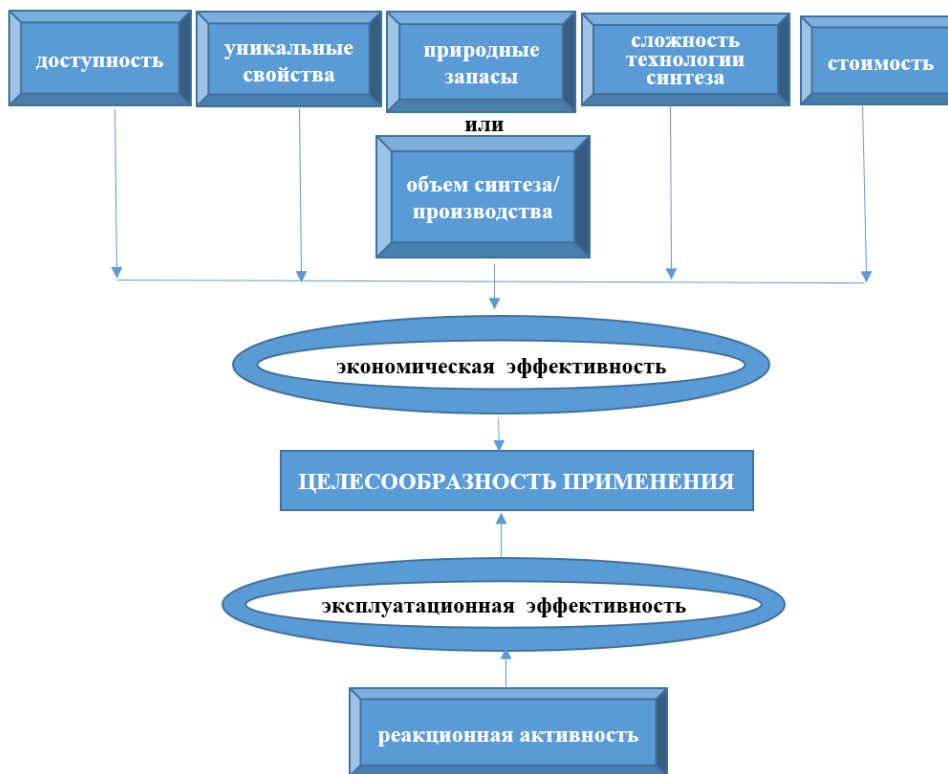 доступность
уникальные
свойства
природные
запасы
сложность
технологии
синтеза
стоимость
или
объем синтеза/
производства
экономическая эффективность
ЦЕЛЕСООБРАЗНОСТЬ ПРИМЕНЕНИЯ
эксплуатационная эффективность
реакционная активность